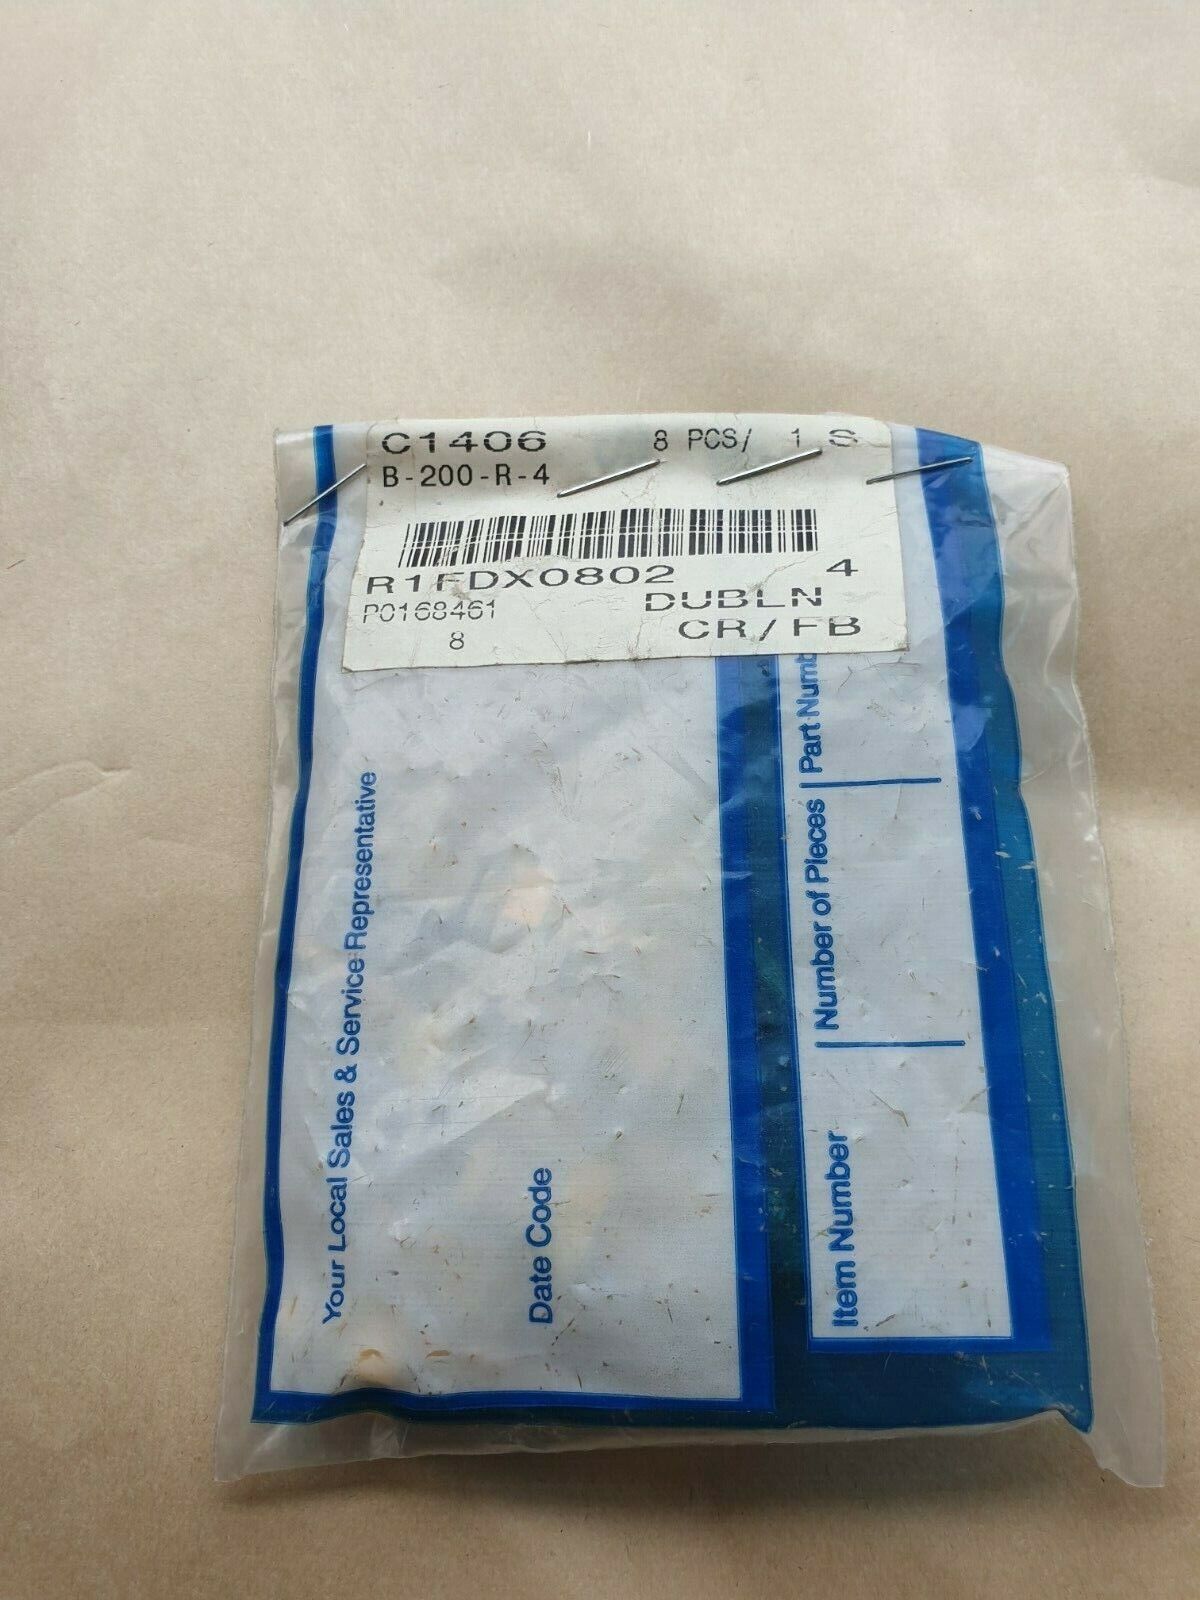 C1406 8 PCS/ 1 S
B-200-R-4
R1FDX0802 4
P0168461 DUBLN
8 CR/FB
Your Local Sales & Service Representative
Date Code
Item Number
Number of Pieces
Part Numb